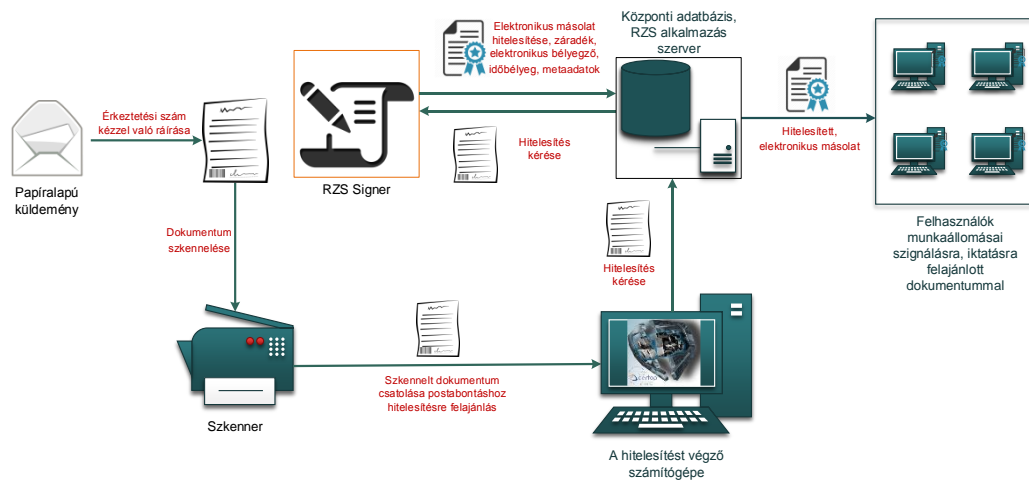 Elektronikus másolat
hitelesítése, záradék,
elektronikus bélyegző,
időbélyeg, metaadatok
Központi adatbázis,
RZS alkalmazás
szerver
Érkeztetési szám
kézzel való ráírása
Papíralapú
küldemény
RZS Signer
Hitelesítés
kérése
Hitelesített,
elektronikus másolat
Felhasználók
munkaállomásai
szignálásra, iktatásra
felajánlott
dokumentummal
Dokumentum
szkennelése
Hitelesítés
kérése
Szkennelt dokumentum
csatolása postabontáshoz
hitelesítésre felajánlás
Szkenner
A hitelesítést végző
számítógépe